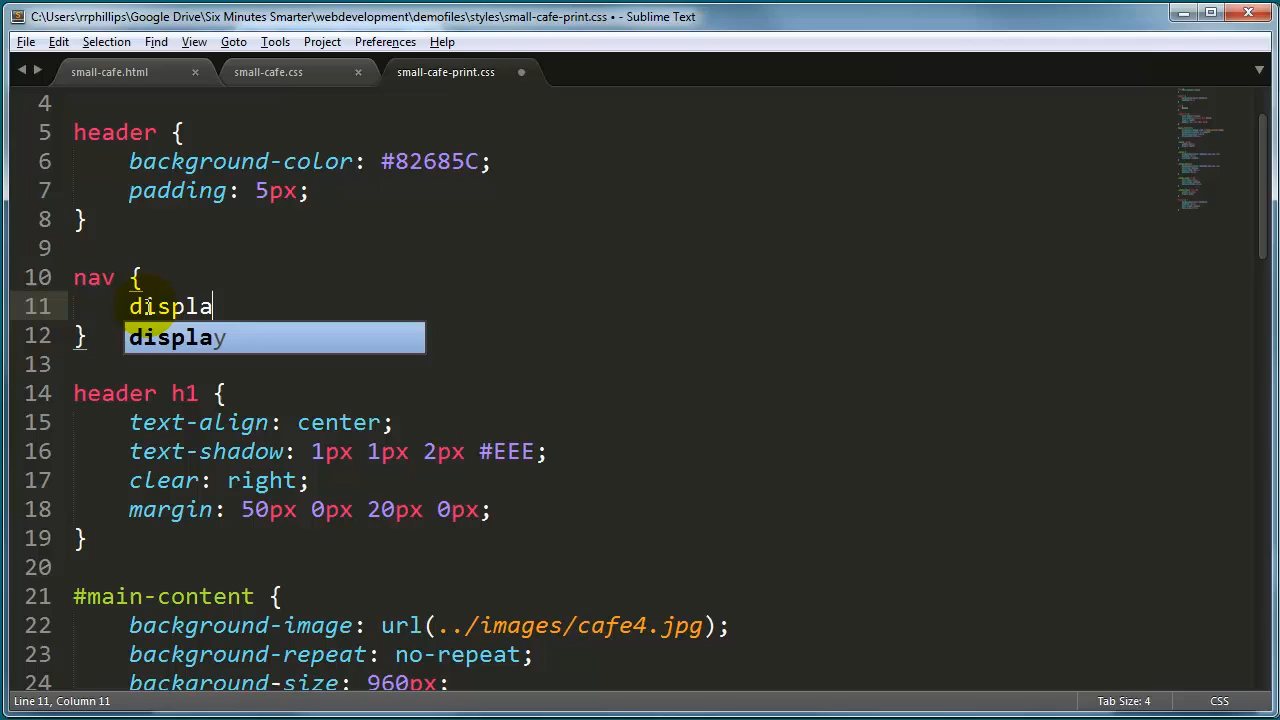 C:\Users\rrphillips\Google Drive\Six Minutes Smarter\webdevelopment\demofiles\styles\small-cafe-print.css • - Sublime Text
File Edit Selection Find View Goto Tools Project Preferences Help
small-cafe.html × small-cafe.css × small-cafe-print.css
4
5 header {
6 background-color: #82685C;
7 padding: 5px;
8 }
9
10 nav {
11 displa
display
12 }
13
14 header h1 {
15 text-align: center;
16 text-shadow: 1px 1px 2px #EEE;
17 clear: right;
18 margin: 50px 0px 20px 0px;
19 }
20
21 #main-content {
22 background-image: url(../images/cafe4.jpg);
23 background-repeat: no-repeat;
24 background-size: 960px;
Line 11, Column 11 Tab Size: 4 CSS